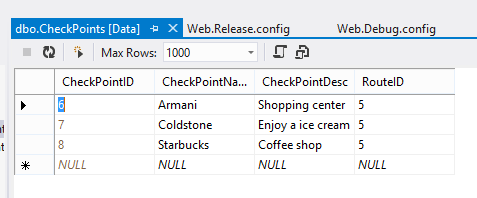 dbo.CheckPoints [Data] Web.Release.config Web.Debug.config
Max Rows: 1000
CheckPointID CheckPointNa... CheckPointDesc RouteID
6 Armani Shopping center 5
7 Coldstone Enjoy a ice cream 5
8 Starbucks Coffee shop 5
NULL NULL NULL NULL